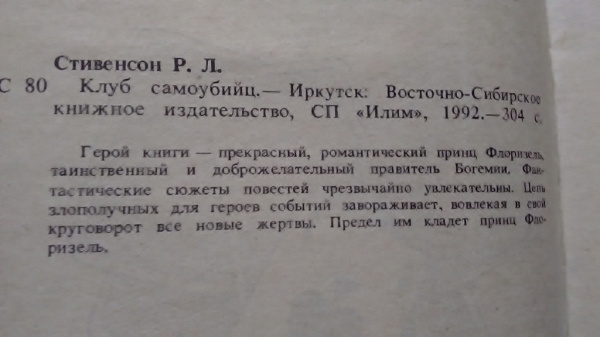 Стивенсон Р. Л.
С 80 Клуб самоубийц.— Иркутск: Восточно-Сибирское
книжное издательство, СП «Илим», 1992.—304 с.
Герой книги — прекрасный, романтический принц Флоризель,
таинственный и доброжелательный правитель Богемии. Фан-
тастические сюжеты повестей чрезвычайно увлекательны. Цепь
злополучных для героев событий завораживает, вовлекая в свой
круговорот все новые жертвы. Предел им кладет принц Фло-
ризель.